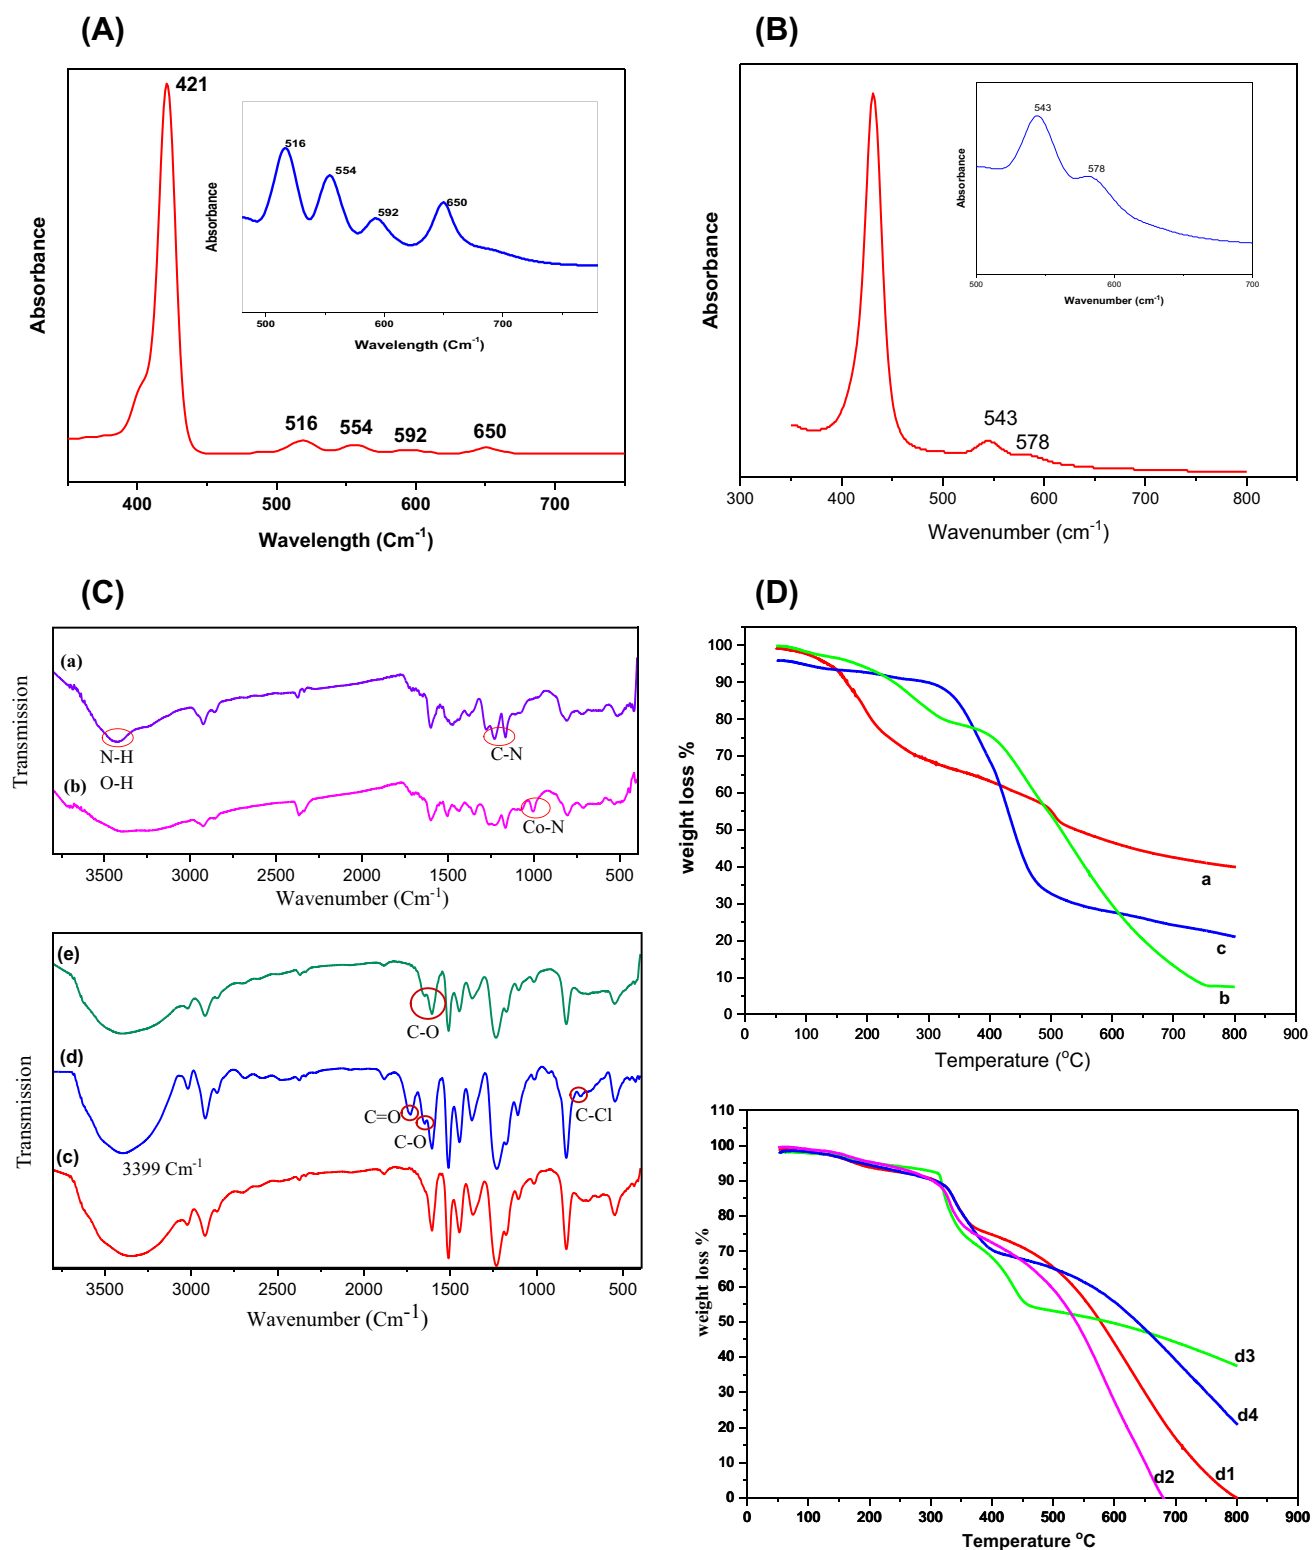 (A)
421
516
554
592
650
Absorbance
500
600
700
Wavelength (Cm-1)
516
554
592
650
Absorbance
400
500
600
700
Wavelength (Cm-1)
(B)
543
578
Absorbance
500
600
700
Wavenumber (cm-1)
543
578
Absorbance
300
400
500
600
700
800
Wavenumber (cm-1)
(C)
(a)
N-H
O-H
C-N
(b)
Co-N
Transmission
3500
3000
2500
2000
1500
1000
500
Wavenumber (Cm-1)
(e)
C-O
(d)
C=O
C-O
C-Cl
3399 Cm-1
(c)
Transmission
3500
3000
2500
2000
1500
1000
500
Wavenumber (Cm-1)
(D)
100
90
80
70
60
50
40
30
20
10
0
weight loss %
a
c
b
0
100
200
300
400
500
600
700
800
900
Temperature (oC)
110
100
90
80
70
60
50
40
30
20
10
0
weight loss %
d3
d4
d2
d1
0
100
200
300
400
500
600
700
800
900
Temperature oC